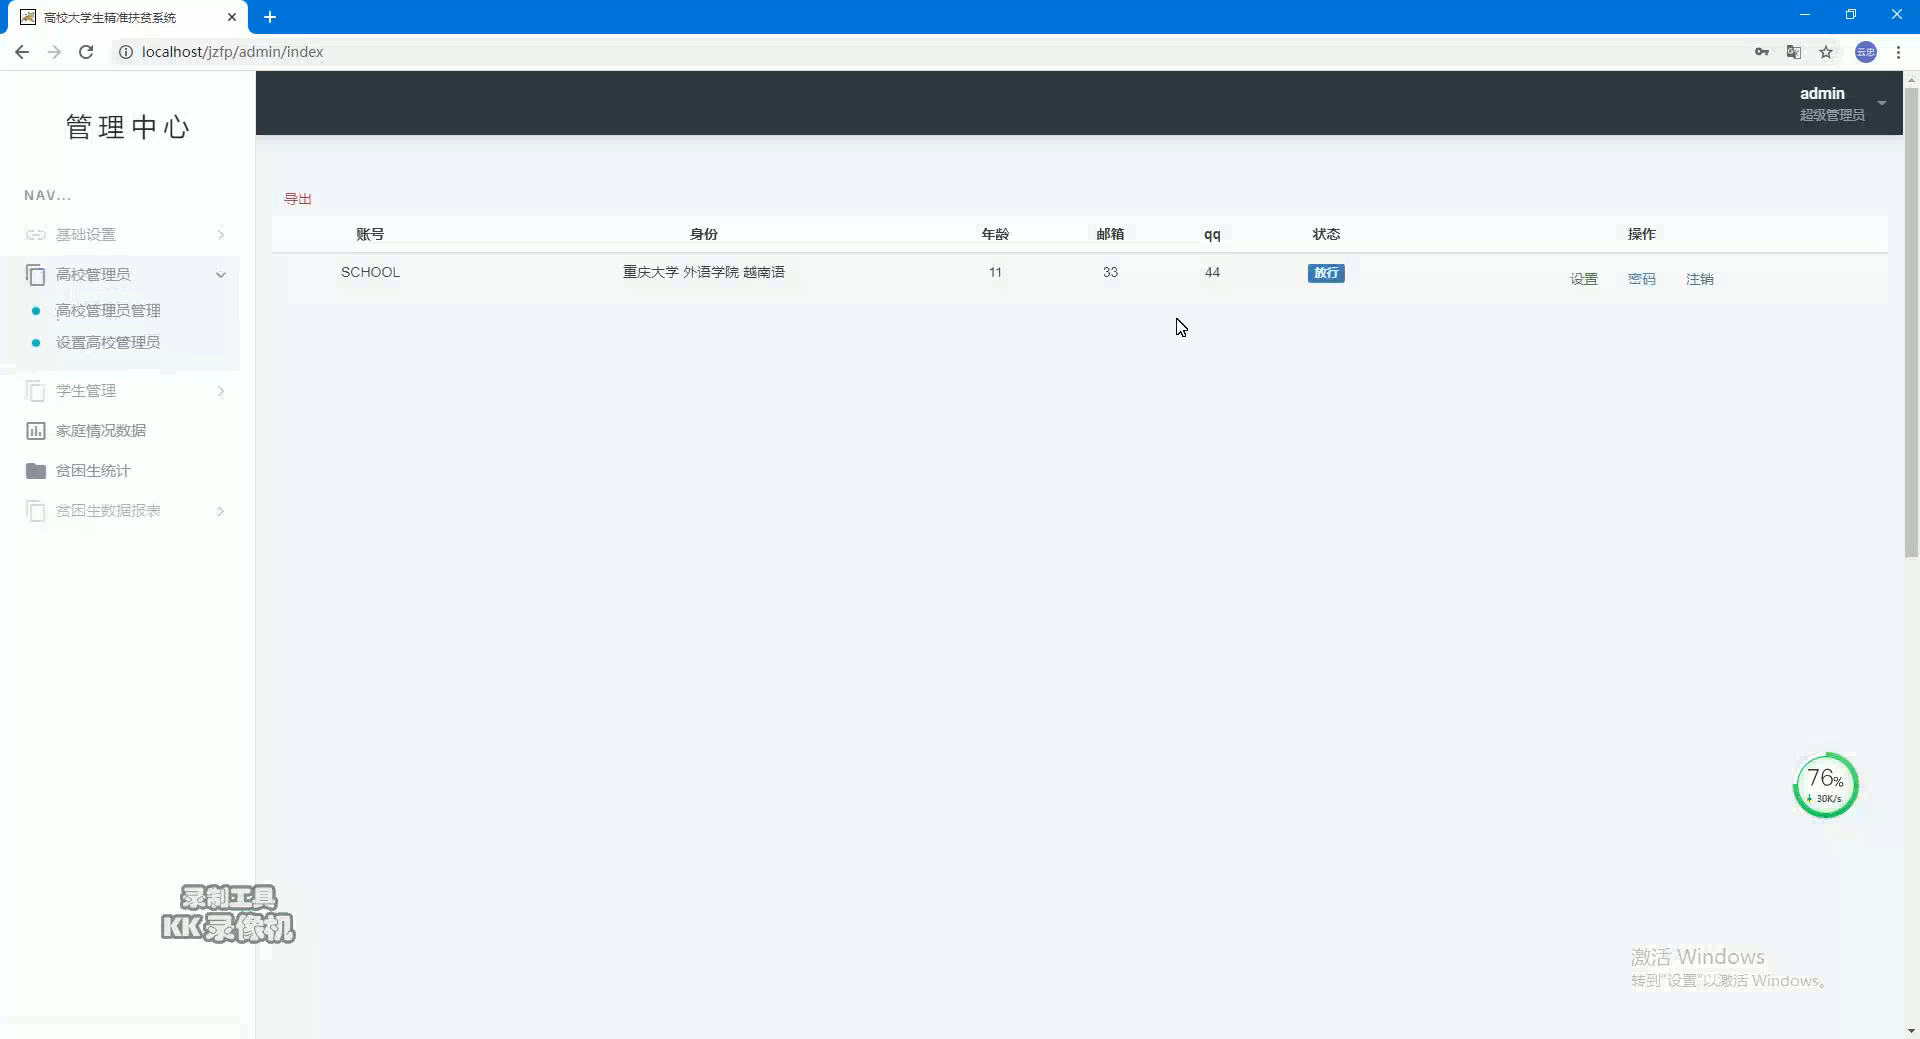 高校大学生精准扶贫系统
localhost/jzfp/admin/index
云忠
管理中心
admin
超级管理员
NAV...
基础设置
高校管理员
高校管理员管理
设置高校管理员
学生管理
家庭情况数据
贫困生统计
贫困生数据报表
导出
账号 身份 年龄 邮箱 qq 状态 操作
SCHOOL 重庆大学 外语学院 越南语 11 33 44 放行 设置 密码 注销
76%
30K/s
录制工具
KK录像机
激活 Windows
转到"设置"以激活 Windows。